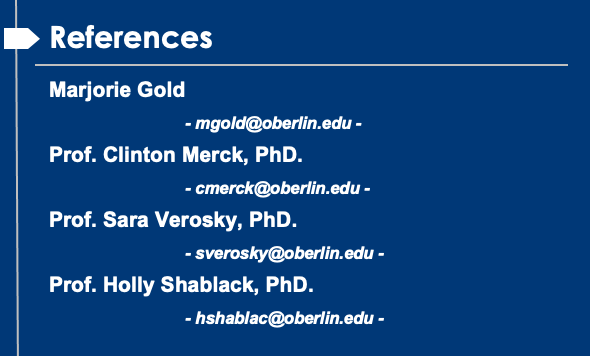 References
Marjorie Gold
- mgold@oberlin.edu -
Prof. Clinton Merck, PhD.
- cmerck@oberlin.edu -
Prof. Sara Verosky, PhD.
- sverosky@oberlin.edu -
Prof. Holly Shablack, PhD.
- hshablac@oberlin.edu -